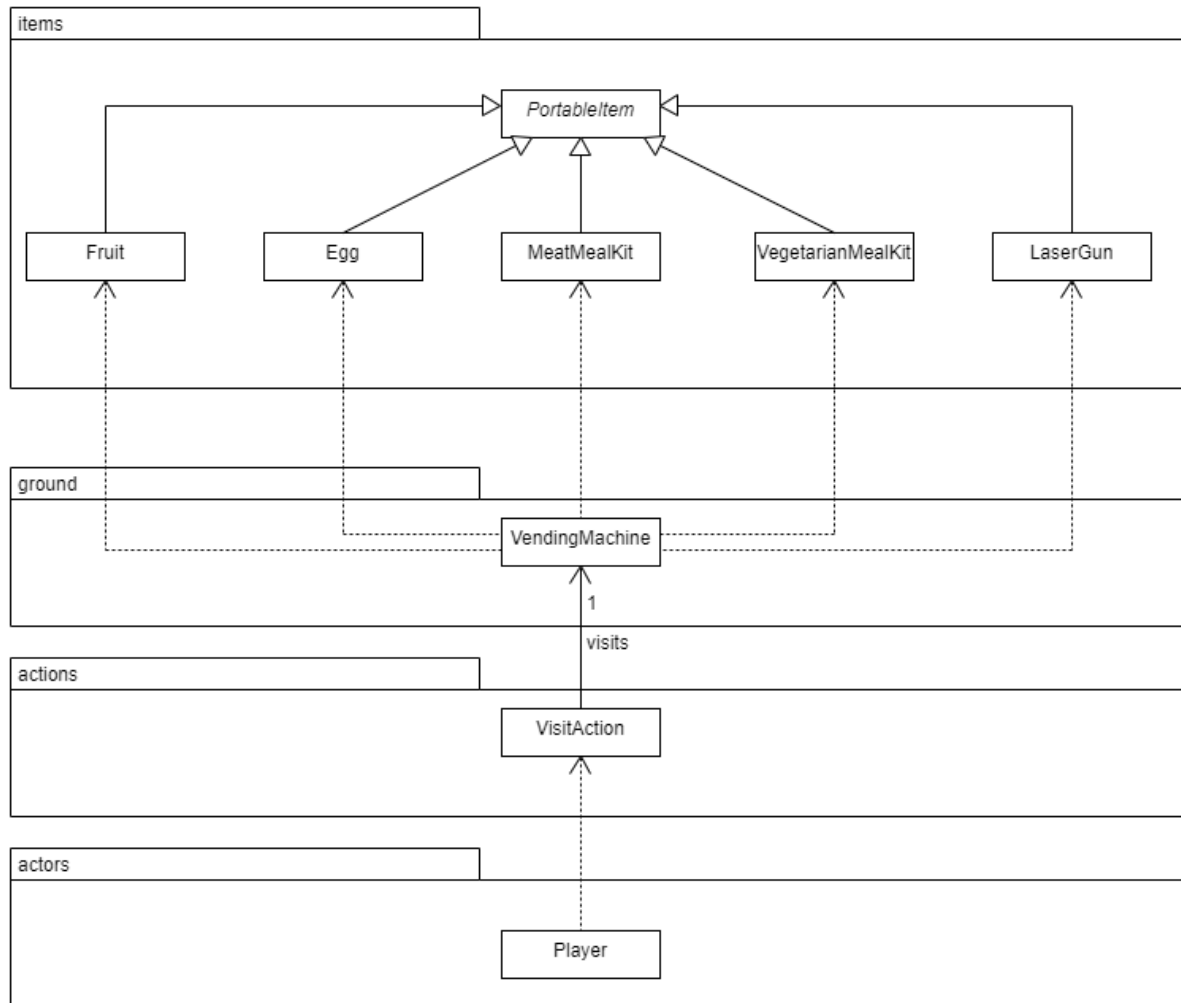 items
PortableItem
Fruit
Egg
MeatMealKit
VegetarianMealKit
LaserGun
ground
VendingMachine
1
visits
actions
VisitAction
actors
Player